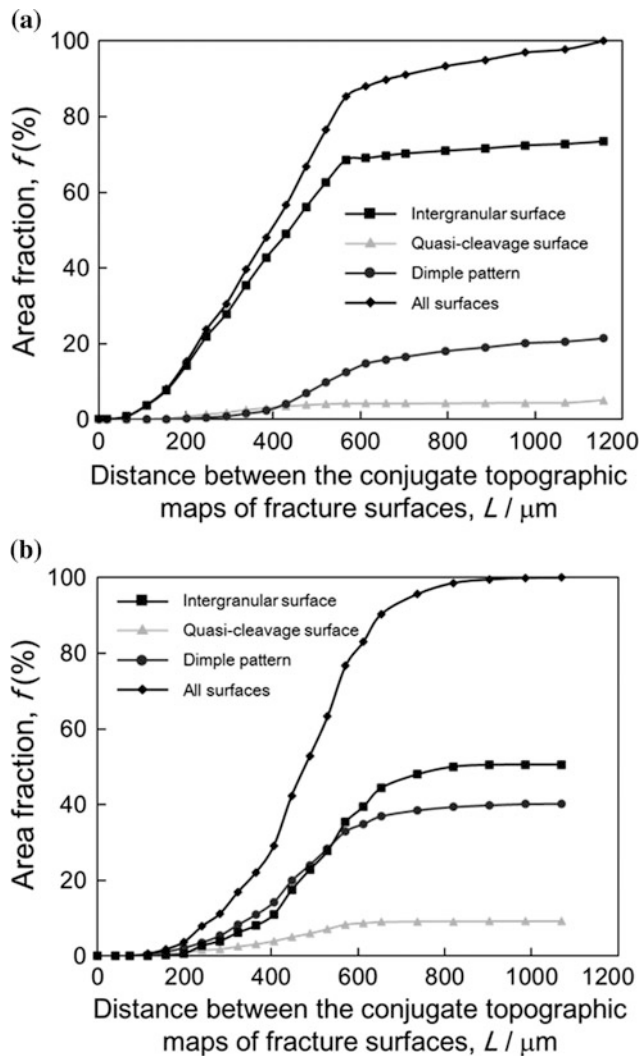 (a)
100
80
60
40
20
0
Area fraction, f (%)
Intergranular surface
Quasi-cleavage surface
Dimple pattern
All surfaces
0 200 400 600 800 1000 1200
Distance between the conjugate topographic
maps of fracture surfaces, L / μm
(b)
100
80
60
40
20
0
Area fraction, f (%)
Intergranular surface
Quasi-cleavage surface
Dimple pattern
All surfaces
0 200 400 600 800 1000 1200
Distance between the conjugate topographic
maps of fracture surfaces, L / μm